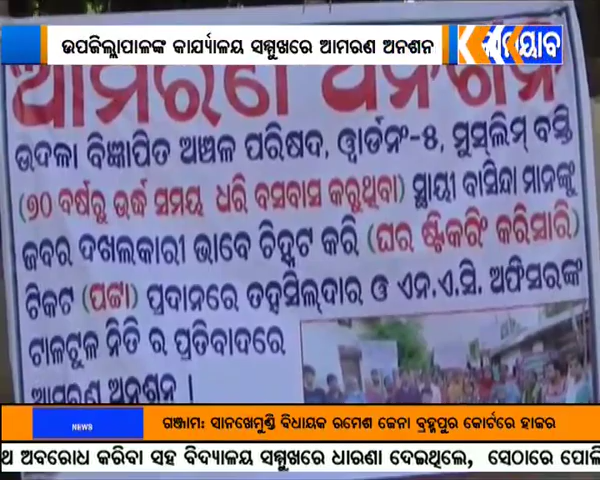 ଉପଜିଲ୍ଲାପାଳଙ୍କ କାର୍ଯ୍ୟାଳୟ ସମ୍ମୁଖରେ ଆମରଣ ଅନଶନ
ଆମରଣ ଅନଶନ
ଉଦଳା ବିଜ୍ଞାପିତ ଅଞ୍ଚଳ ପରିଷଦ, ୱାର୍ଡନଂ-୫, ମୁସ୍‌ଲିମ୍ ବସ୍ତି
(୭୦ ବର୍ଷରୁ ଉର୍ଦ୍ଧ ସମୟ ଧରି ବସବାସ କରୁଥିବା) ସ୍ଥାୟୀ ବାସିନ୍ଦା ମାନଙ୍କୁ
ଜବର ଦଖଲକାରୀ ଭାବେ ଚିହ୍ନଟ କରି (ଘର ଷ୍ଟିକରିଂ କରିସାରି)
ଟିକଟ (ପଟ୍ଟା) ପ୍ରଦାନରେ ତହସିଲ୍‌ଦାର ଓ ଏନ.ଏ.ସି. ଅଫିସରଙ୍କ
ଟାଳଟୁଳ ନିତି ର ପ୍ରତିବାଦରେ
ଆମରଣ ଅନଶନ !
NEWS
ଗଞ୍ଜାମ: ସାନଖେମୁଣ୍ଡି ବିଧାୟକ ରମେଶ ଜେନା ବ୍ରହ୍ମପୁର କୋର୍ଟରେ ହାଜର
ଥ ଅବରୋଧ କରିବା ସହ ବିଦ୍ୟାଳୟ ସମ୍ମୁଖରେ ଧାରଣା ଦେଇଥିଲେ, ସେଠାରେ ପୋଲି